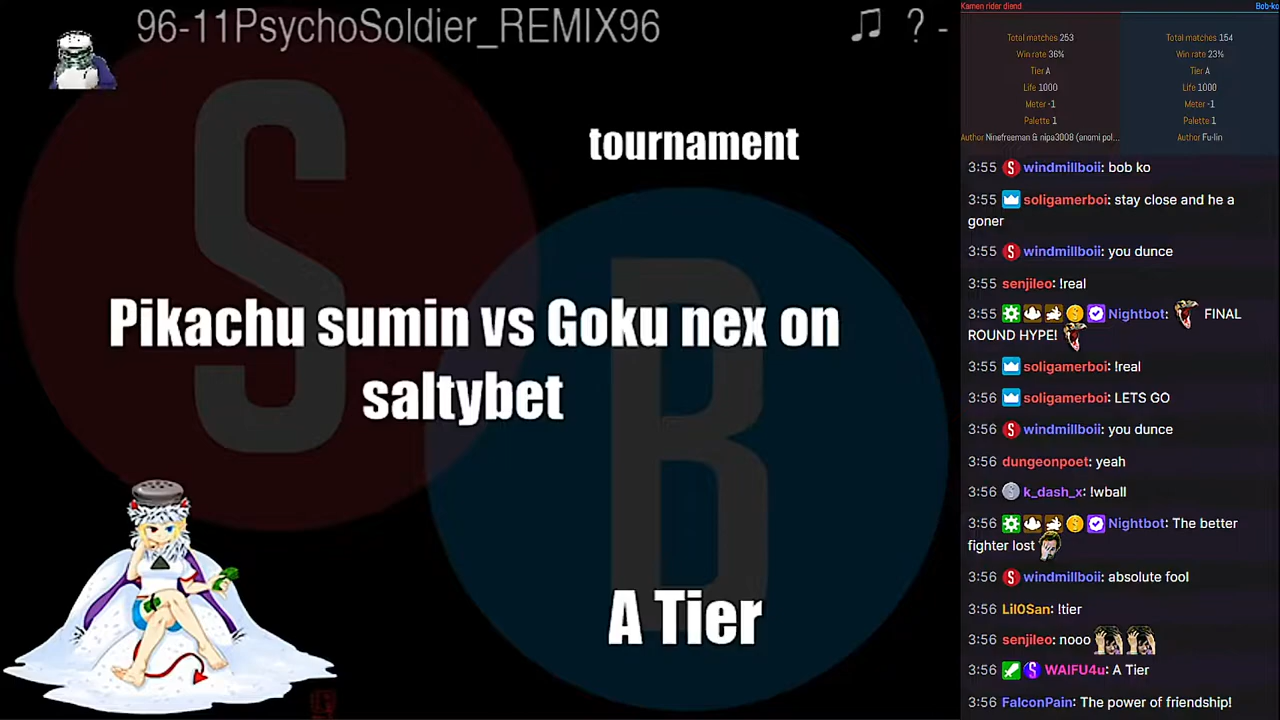 96-11PsychoSoldier_REMIX96
♫ ? -
S
B
tournament
Pikachu sumin vs Goku nex on
saltybet
A Tier
Kamen rider diend
Bob-ko
Total matches 253
Total matches 154
Win rate 36%
Win rate 23%
Tier A
Tier A
Life 1000
Life 1000
Meter -1
Meter -1
Palette 1
Palette 1
Author Ninefreeman & nipa3008 (onomi pol...
Author Fu-lin
3:55 S windmillboii: bob ko
3:55 soligamerboi: stay close and he a
goner
3:55 S windmillboii: you dunce
3:55 senjileo: !real
3:55 Nightbot: FINAL
ROUND HYPE!
3:56 soligamerboi: !real
3:56 soligamerboi: LETS GO
3:56 S windmillboii: you dunce
3:56 dungeonpoet: yeah
3:56 k_dash_x: !wball
3:56 Nightbot: The better
fighter lost
3:56 S windmillboii: absolute fool
3:56 Lil0San: !tier
3:56 senjileo: nooo
3:56 S WAIFU4u: A Tier
3:56 FalconPain: The power of friendship!